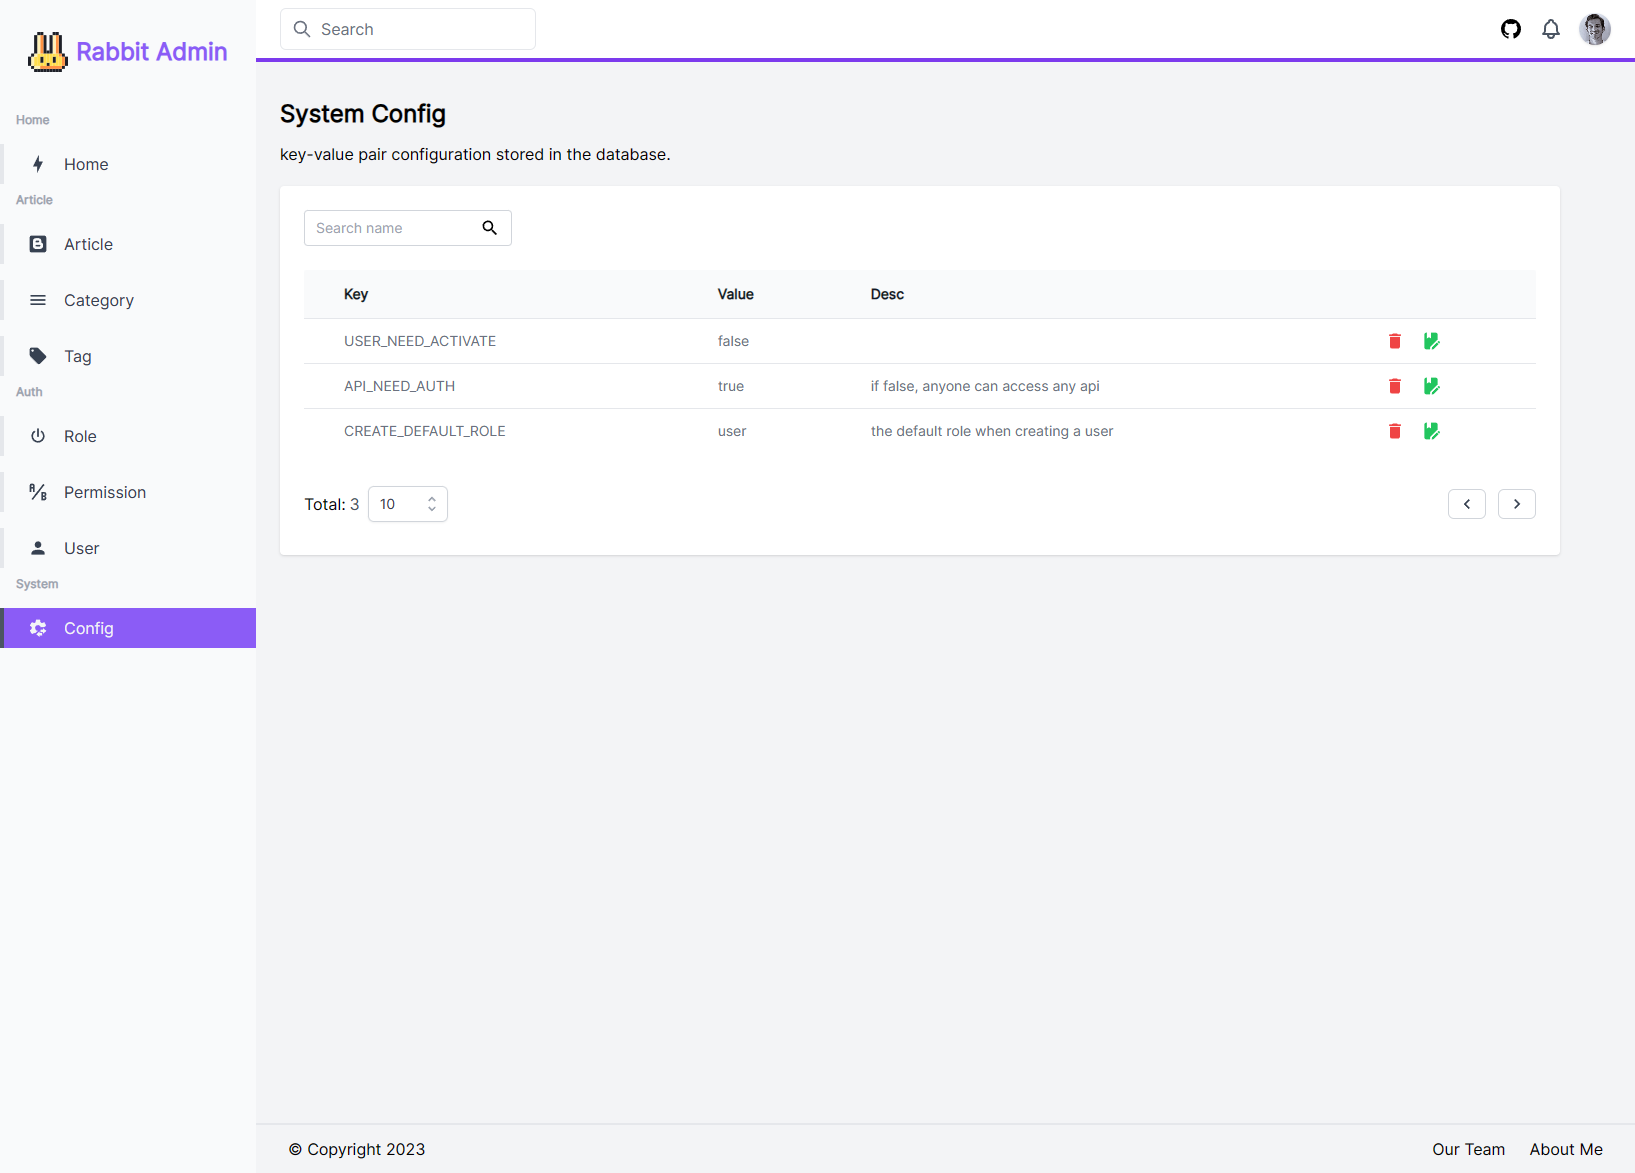 Rabbit Admin
Home
Home
Article
Article
Category
Tag
Auth
Role
Permission
User
System
Config
Search
System Config
key-value pair configuration stored in the database.
Search name
Key Value Desc
USER_NEED_ACTIVATE false
API_NEED_AUTH true if false, anyone can access any api
CREATE_DEFAULT_ROLE user the default role when creating a user
Total: 3 10
© Copyright 2023 Our Team About Me